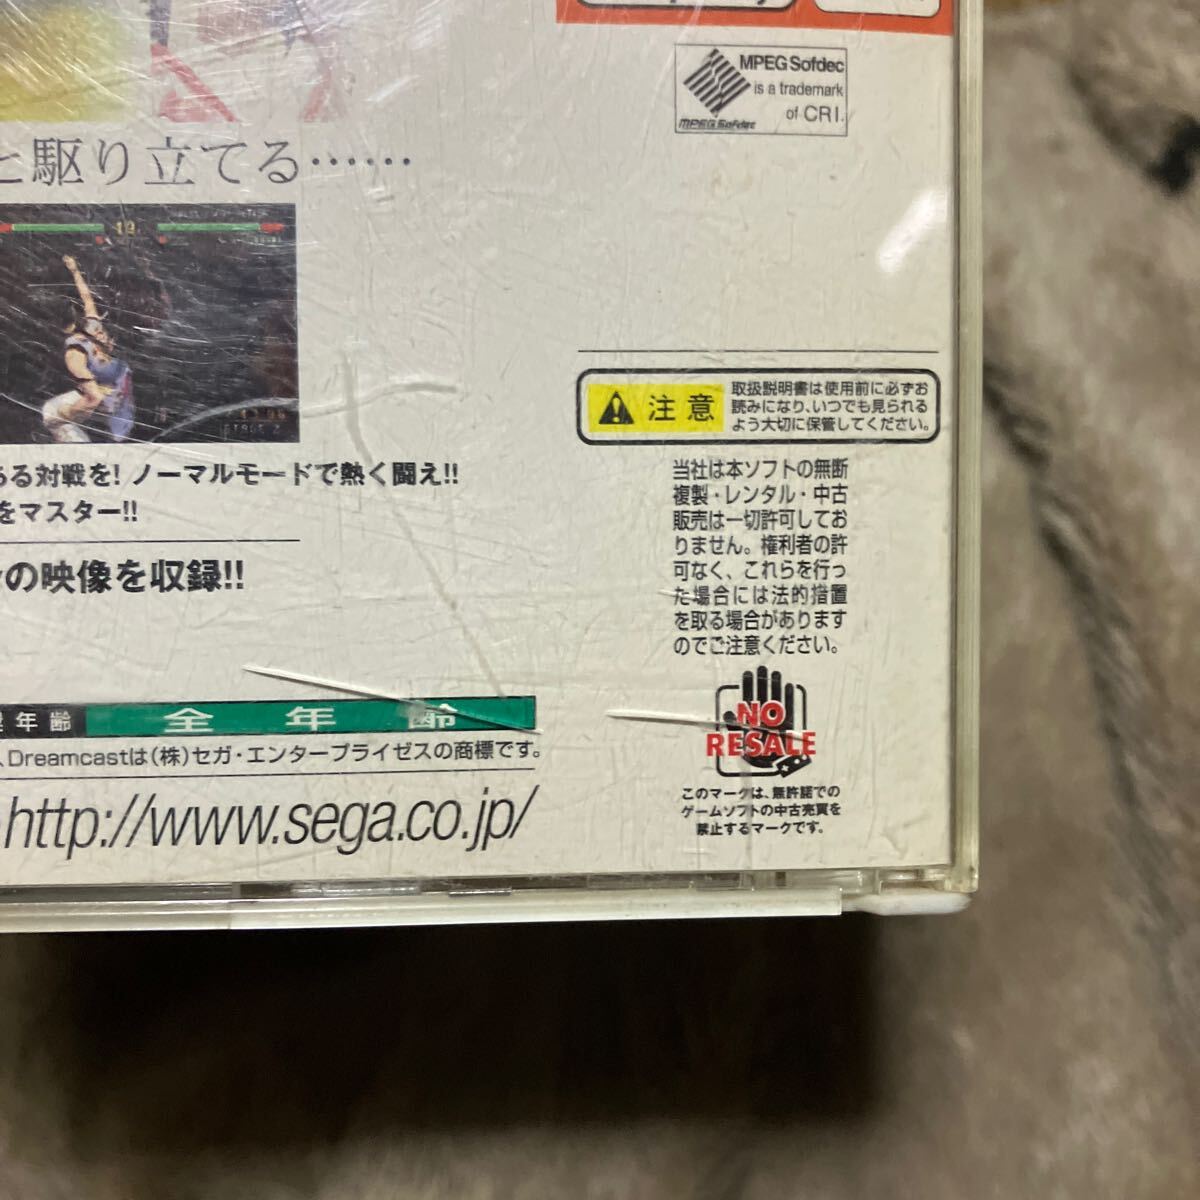 MPEG Sofdec
is a trademark
of CRI.
MPEG Sofdec
と駆り立てる……
ある対戦を! ノーマルモードで熱く闘え!!
をマスター!!
の映像を収録!!
注意
取扱説明書は使用前に必ずお
読みになり、いつでも見られる
よう大切に保管してください。
当社は本ソフトの無断
複製・レンタル・中古
販売は一切許可してお
りません。権利者の許
可なく、これらを行っ
た場合には法的措置
を取る場合があります
のでご注意ください。
NO
RESALE
このマークは、無許諾での
ゲームソフトの中古売買を
禁止するマークです。
年齢 全年齢
、Dreamcastは(株)セガ・エンタープライゼスの商標です。
http://www.sega.co.jp/